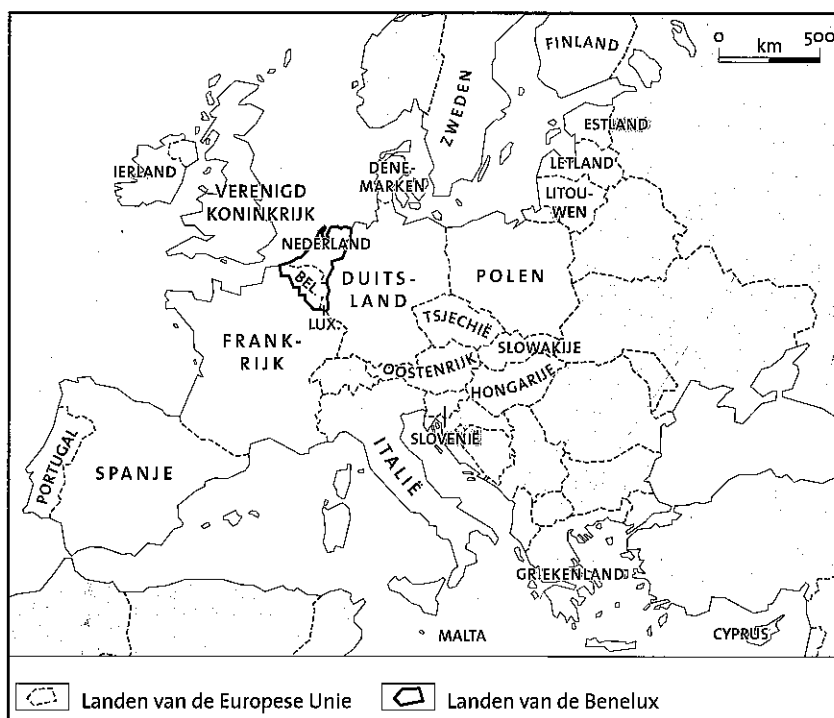 FINLAND
0 500
km
ZWEDEN
ESTLAND
LETLAND
LITOU-
WEN
DENE-
MARKEN
IERLAND
VERENIGD
KONINKRIJK
NEDERLAND
BEL.
LUX.
DUITS-
LAND
POLEN
TSJECHIË
SLOWAKIJE
OOSTENRIJK
HONGARIJE
FRANK-
RIJK
SLOVENIË
ITALIË
PORTUGAL
SPANJE
GRIEKENLAND
MALTA
CYPRUS
Landen van de Europese Unie
Landen van de Benelux